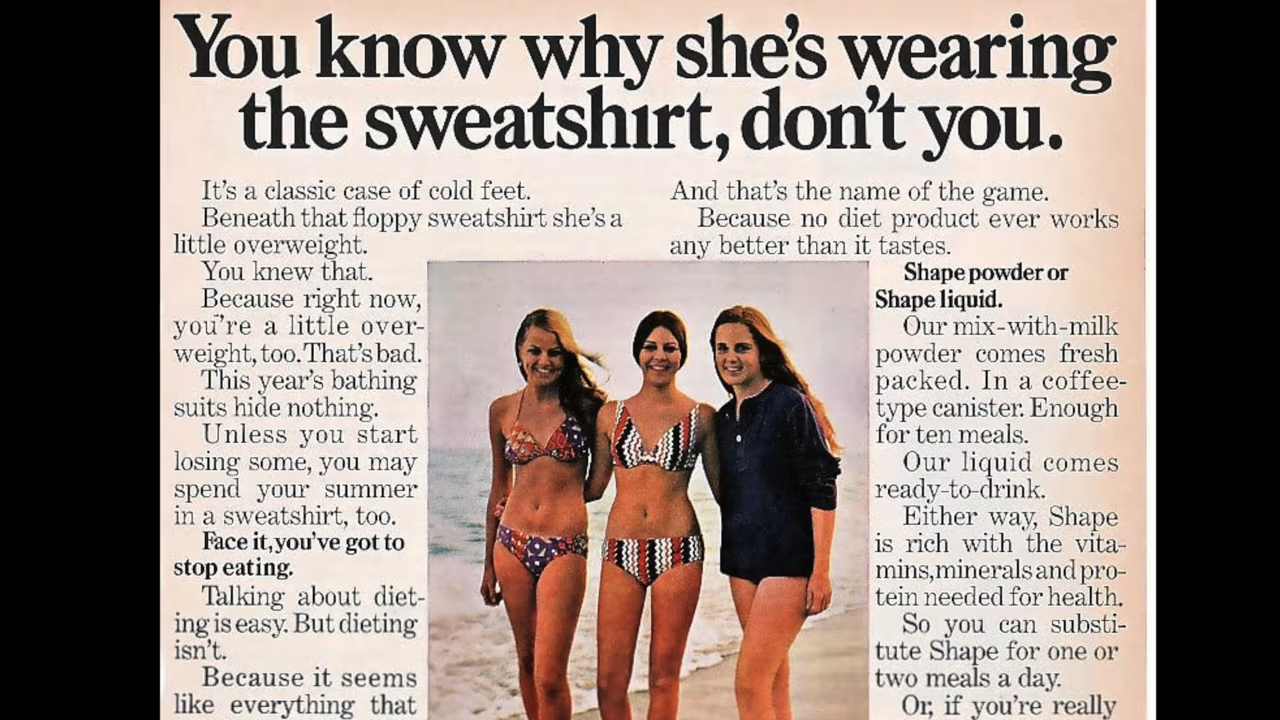 You know why she's wearing
the sweatshirt, don't you.
It's a classic case of cold feet.
Beneath that floppy sweatshirt she's a
little overweight.
You knew that.
Because right now,
you're a little over-
weight, too. That's bad.
This year's bathing
suits hide nothing.
Unless you start
losing some, you may
spend your summer
in a sweatshirt, too.
Face it, you've got to
stop eating.
Talking about diet-
ing is easy. But dieting
isn't.
Because it seems
like everything that
And that's the name of the game.
Because no diet product ever works
any better than it tastes.
Shape powder or
Shape liquid.
Our mix-with-milk
powder comes fresh
packed. In a coffee-
type canister. Enough
for ten meals.
Our liquid comes
ready-to-drink.
Either way, Shape
is rich with the vita-
mins, minerals and pro-
tein needed for health.
So you can substi-
tute Shape for one or
two meals a day.
Or, if you're really